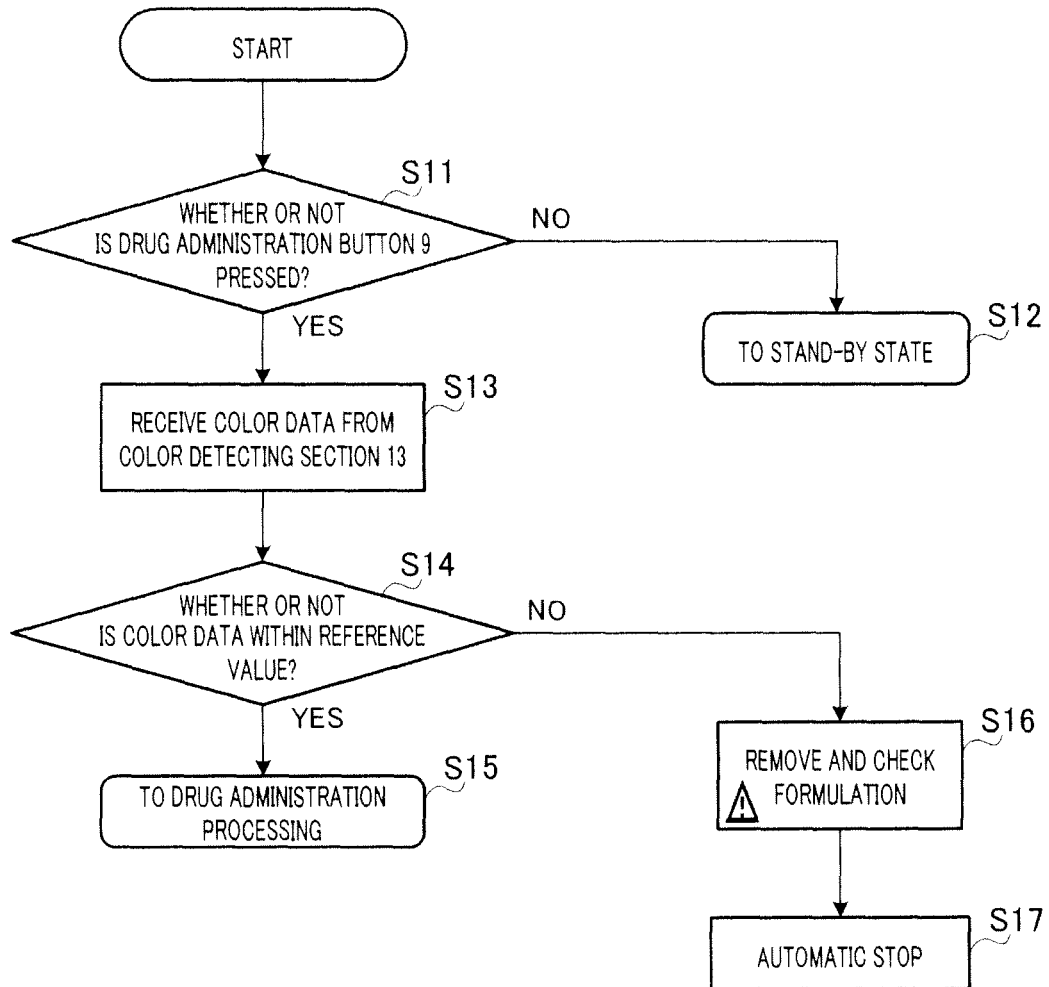 START
S11
WHETHER OR NOT
IS DRUG ADMINISTRATION BUTTON 9
PRESSED?
NO
YES
S12
TO STAND-BY STATE
S13
RECEIVE COLOR DATA FROM
COLOR DETECTING SECTION 13
S14
WHETHER OR NOT
IS COLOR DATA WITHIN REFERENCE
VALUE?
NO
YES
S15
TO DRUG ADMINISTRATION
PROCESSING
S16
REMOVE AND CHECK
FORMULATION
S17
AUTOMATIC STOP